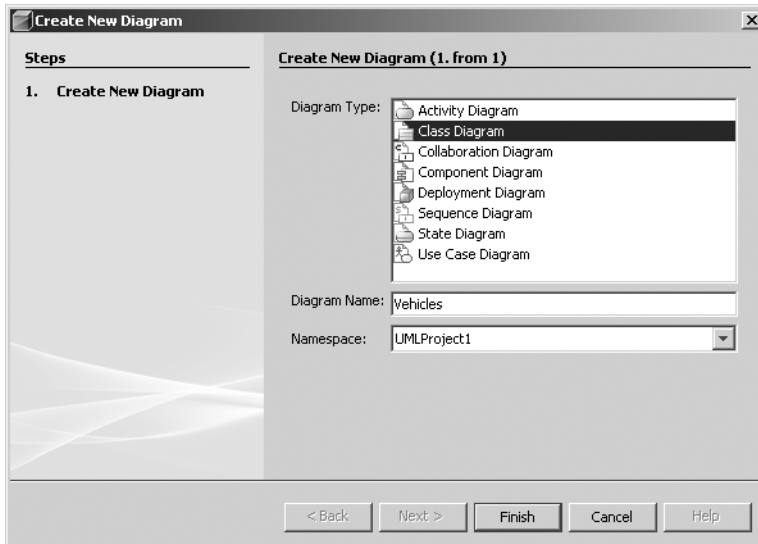 Create New Diagram
Steps
1. Create New Diagram
Create New Diagram (1. from 1)
Diagram Type:
Activity Diagram
Class Diagram
Collaboration Diagram
Component Diagram
Deployment Diagram
Sequence Diagram
State Diagram
Use Case Diagram
Diagram Name: Vehicles
Namespace: UMLProject1
< Back Next > Finish Cancel Help